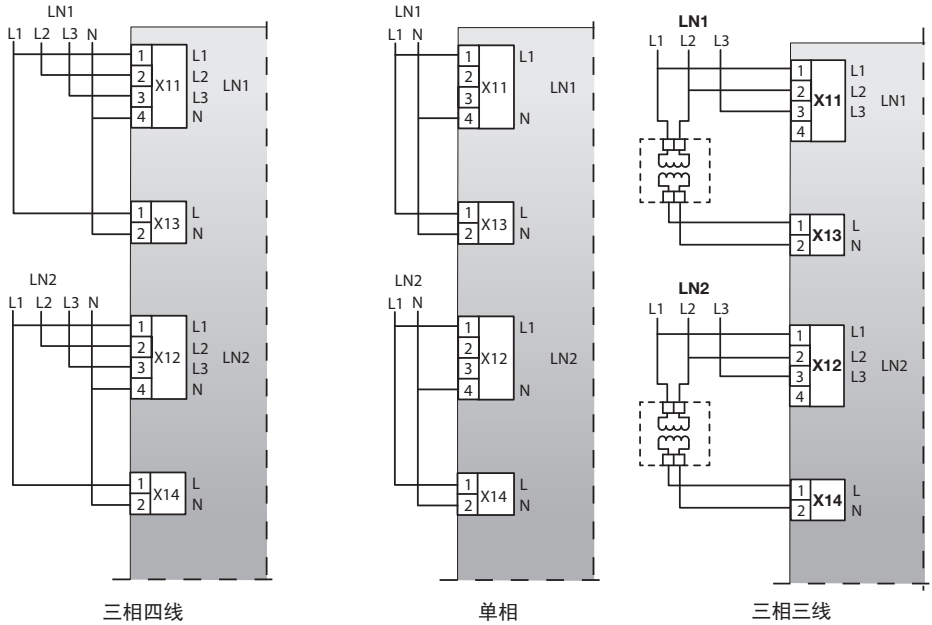 LN1
L1 L2 L3 N
1 L1
2 L2
X11 LN1
3 L3
4 N
1 L
X13
2 N
LN2
L1 L2 L3 N
1 L1
2 L2
X12 LN2
3 L3
4 N
1 L
X14
2 N
三相四线
LN1
L1 N
1 L1
2
X11 LN1
3
4 N
1 L
X13
2 N
LN2
L1 N
1 L1
2
X12 LN2
3
4 N
1 L
X14
2 N
单相
LN1
L1 L2 L3
1 L1
2 L2
X11 LN1
3 L3
4
1 L
X13
2 N
LN2
L1 L2 L3
1 L1
2 L2
X12 LN2
3 L3
4
1 L
X14
2 N
三相三线